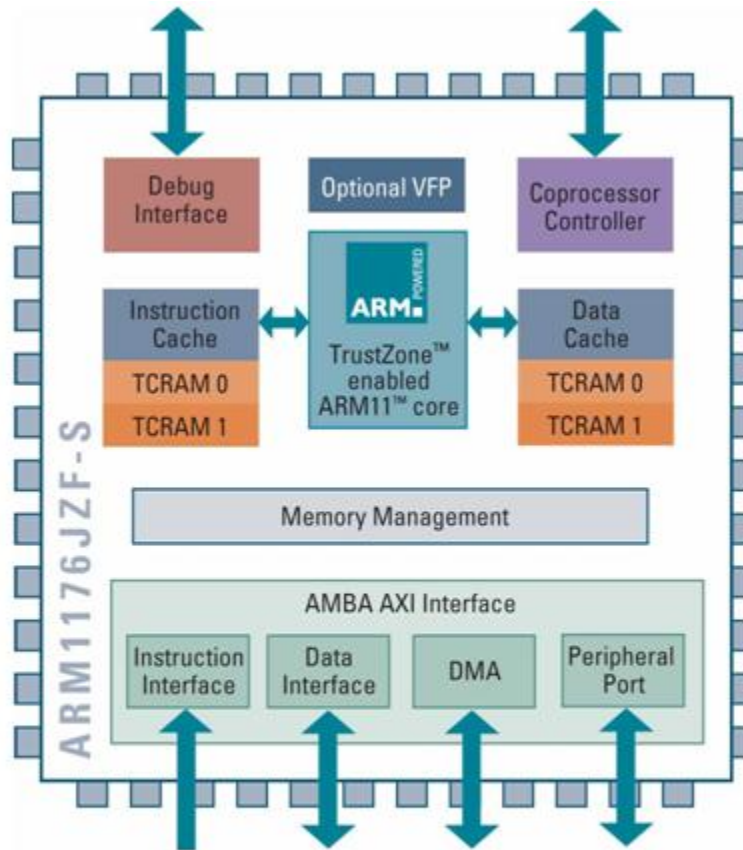 Debug
Interface
Optional VFP
Coprocessor
Controller
Instruction
Cache
TCRAM 0
TCRAM 1
ARM
POWERED
TrustZone™
enabled
ARM11™ core
Data
Cache
TCRAM 0
TCRAM 1
ARM1176JZF-S
Memory Management
AMBA AXI Interface
Instruction
Interface
Data
Interface
DMA
Peripheral
Port